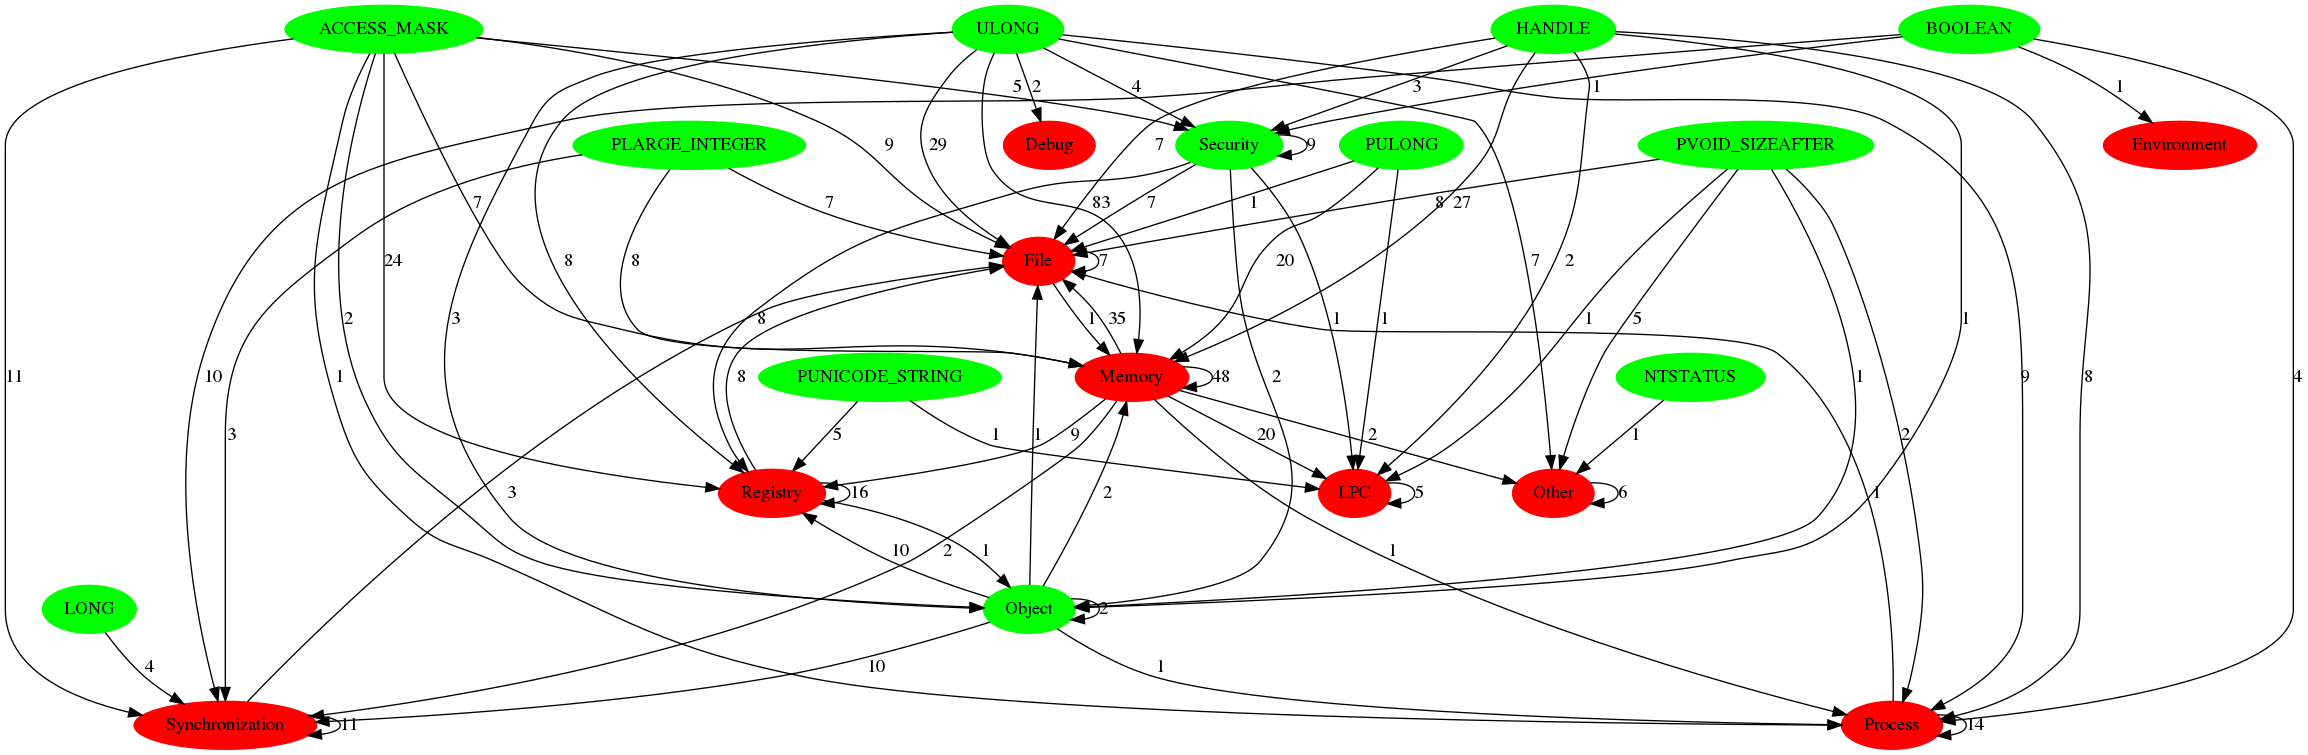 ACCESS_MASK ULONG HANDLE BOOLEAN
5 2 4 3 1 1
PLARGE_INTEGER Debug Security PULONG PVOID_SIZEAFTER Environment
9 29 7 9
7 7 83 7 1 8 27
24 8 8 File 7 20 7 2
2 3 8 1 35 1 1 1 5 1
11 1 10 8 PUNICODE_STRING Memory 48 2 NTSTATUS 9 8 4
3 5 1 1 9 20 2 1 1 2
3 Registry 16 2 LPC 5 Other 6 1
10 2 1 1
LONG Object 2
4 10 1
Synchronization 11 Process 14